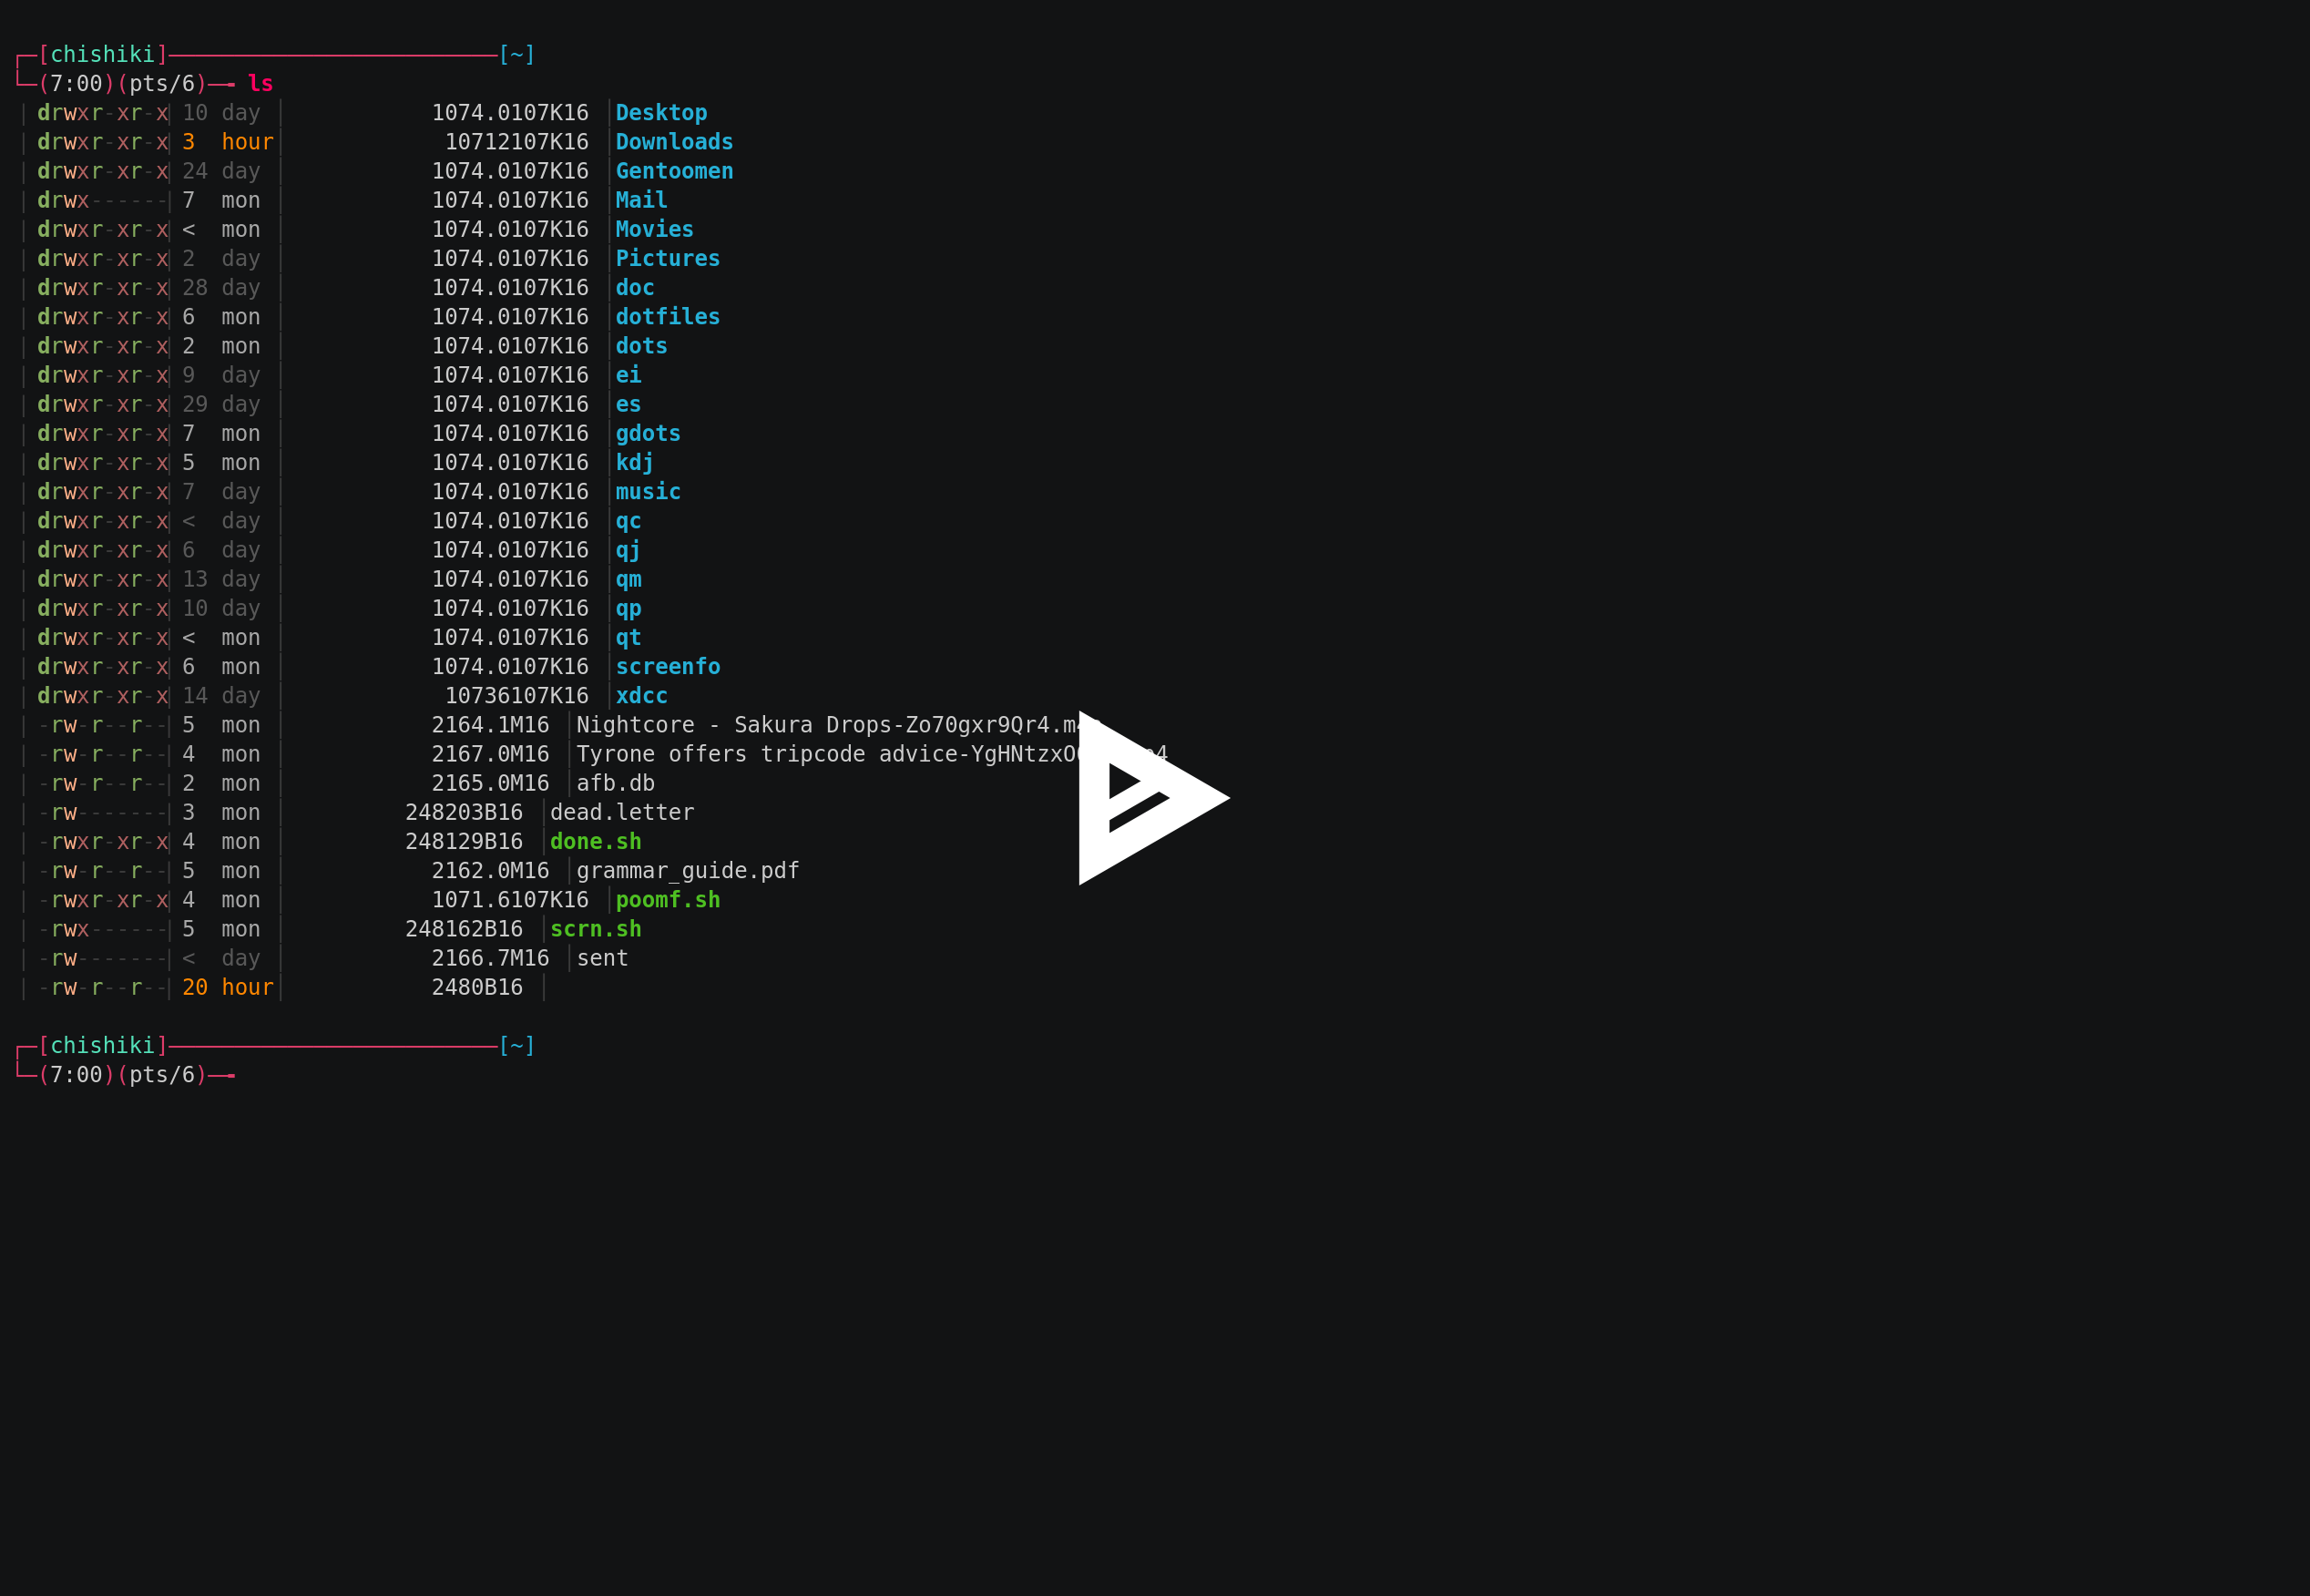 ┌─[chishiki]─────────────────────────[~]
└─(7:00)(pts/6)─╼ ls
| drwxr-xr-x| 10 day │ 1074.0107K16 │Desktop
| drwxr-xr-x| 3 hour│ 10712107K16 │Downloads
| drwxr-xr-x| 24 day │ 1074.0107K16 │Gentoomen
| drwx------| 7 mon │ 1074.0107K16 │Mail
| drwxr-xr-x| < mon │ 1074.0107K16 │Movies
| drwxr-xr-x| 2 day │ 1074.0107K16 │Pictures
| drwxr-xr-x| 28 day │ 1074.0107K16 │doc
| drwxr-xr-x| 6 mon │ 1074.0107K16 │dotfiles
| drwxr-xr-x| 2 mon │ 1074.0107K16 │dots
| drwxr-xr-x| 9 day │ 1074.0107K16 │ei
| drwxr-xr-x| 29 day │ 1074.0107K16 │es
| drwxr-xr-x| 7 mon │ 1074.0107K16 │gdots
| drwxr-xr-x| 5 mon │ 1074.0107K16 │kdj
| drwxr-xr-x| 7 day │ 1074.0107K16 │music
| drwxr-xr-x| < day │ 1074.0107K16 │qc
| drwxr-xr-x| 6 day │ 1074.0107K16 │qj
| drwxr-xr-x| 13 day │ 1074.0107K16 │qm
| drwxr-xr-x| 10 day │ 1074.0107K16 │qp
| drwxr-xr-x| < mon │ 1074.0107K16 │qt
| drwxr-xr-x| 6 mon │ 1074.0107K16 │screenfo
| drwxr-xr-x| 14 day │ 10736107K16 │xdcc
| -rw-r--r--| 5 mon │ 2164.1M16 │Nightcore - Sakura
| -rw-r--r--| 4 mon │ 2167.0M16 │Tyrone offers tripcode
| -rw-r--r--| 2 mon │ 2165.0M16 │afb.db
| -rw-------| 3 mon │ 248203B16 │dead.letter
| -rwxr-xr-x| 4 mon │ 248129B16 │done.sh
| -rw-r--r--| 5 mon │ 2162.0M16 │grammar_guide.pdf
| -rwxr-xr-x| 4 mon │ 1071.6107K16 │poomf.sh
| -rwx------| 5 mon │ 248162B16 │scrn.sh
| -rw-------| < day │ 2166.7M16 │sent
| -rw-r--r--| 20 hour│ 2480B16 │
┌─[chishiki]─────────────────────────[~]
└─(7:00)(pts/6)─╼